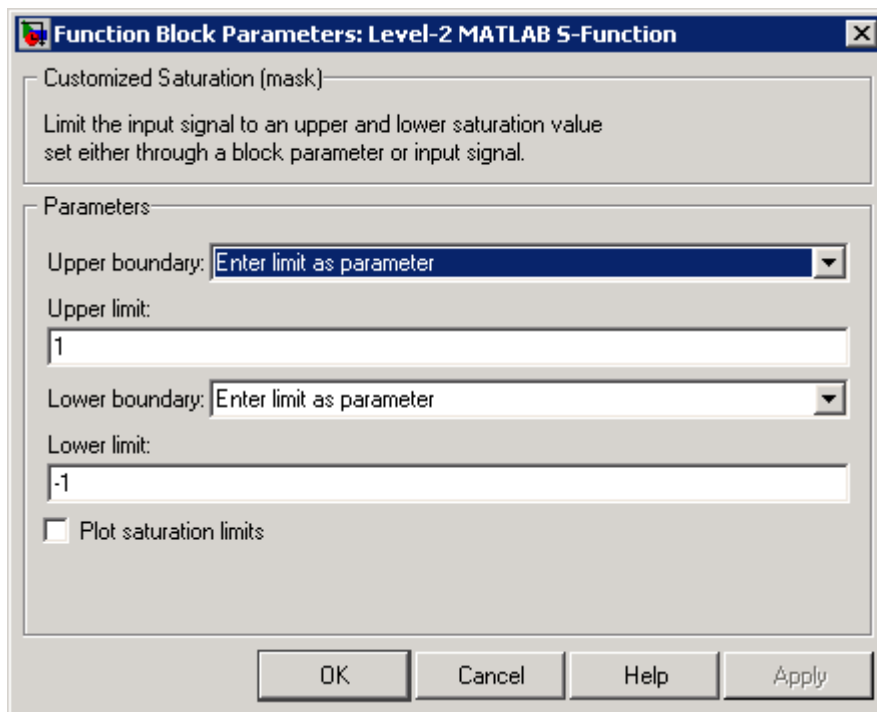 Function Block Parameters: Level-2 MATLAB S-Function
Customized Saturation (mask)
Limit the input signal to an upper and lower saturation value
set either through a block parameter or input signal.
Parameters
Upper boundary: Enter limit as parameter
Upper limit:
1
Lower boundary: Enter limit as parameter
Lower limit:
-1
Plot saturation limits
OK Cancel Help Apply